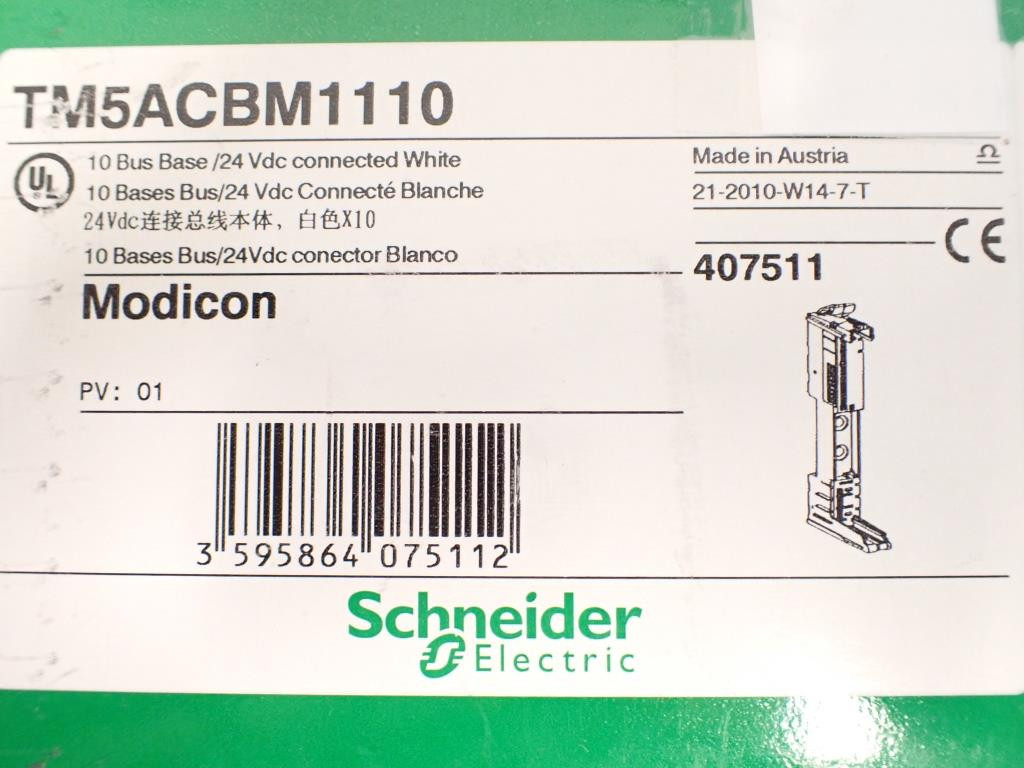 TM5ACBM1110
UL
10 Bus Base /24 Vdc connected White
10 Bases Bus/24 Vdc Connecté Blanche
24Vdc连接总线本体，白色X10
10 Bases Bus/24Vdc conector Blanco
Modicon
PV: 01
Made in Austria
21-2010-W14-7-T
CE
407511
3 595864 075112
Schneider
Electric